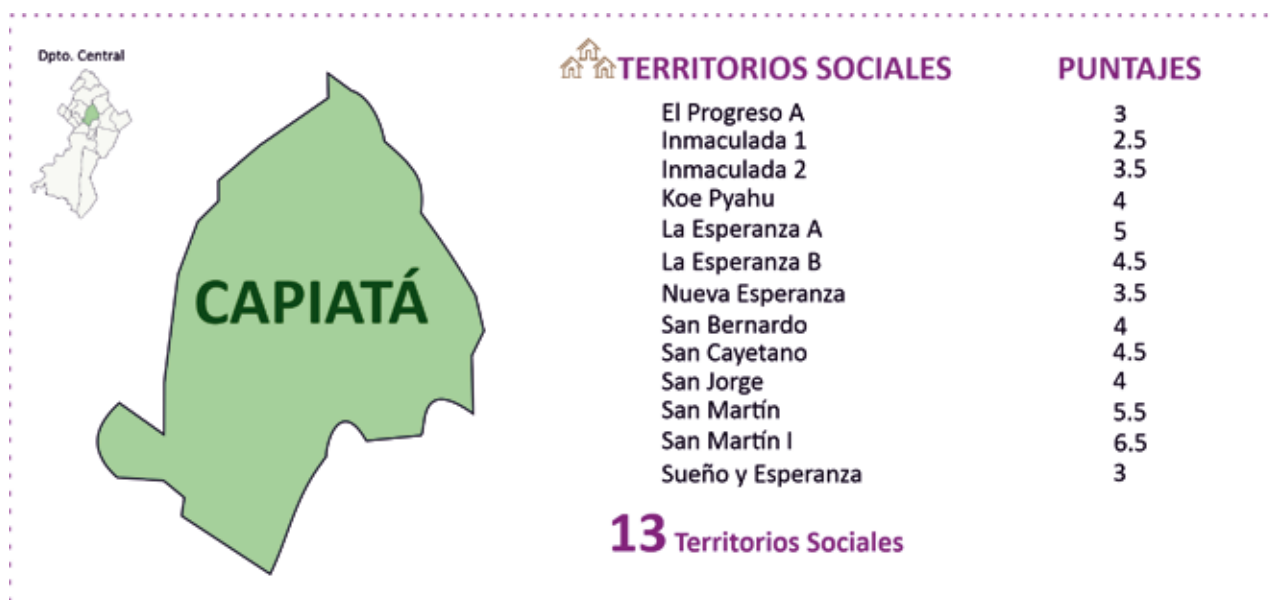 Dpto. Central
CAPIATÁ
TERRITORIOS SOCIALES PUNTAJES
El Progreso A 3
Inmaculada 1 2.5
Inmaculada 2 3.5
Koe Pyahu 4
La Esperanza A 5
La Esperanza B 4.5
Nueva Esperanza 3.5
San Bernardo 4
San Cayetano 4.5
San Jorge 4
San Martín 5.5
San Martín I 6.5
Sueño y Esperanza 3
13 Territorios Sociales